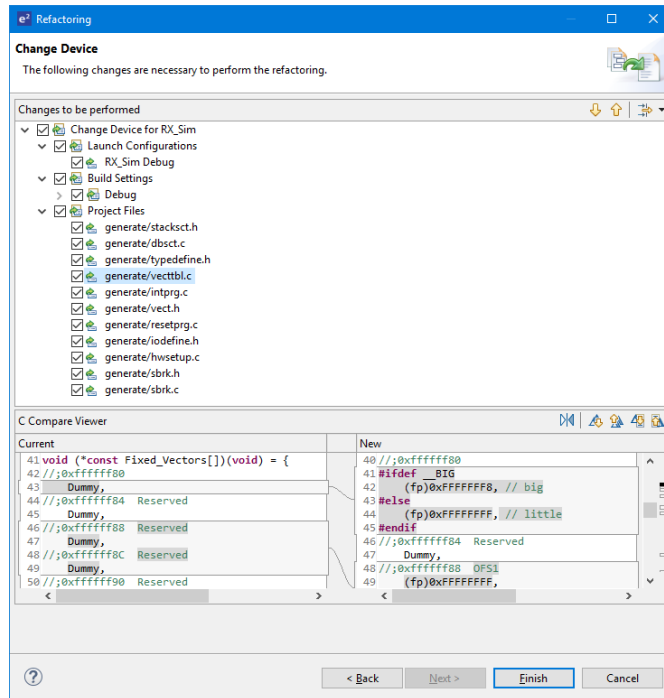 e² Refactoring
Change Device
The following changes are necessary to perform the refactoring.
Changes to be performed
Change Device for RX_Sim
Launch Configurations
RX_Sim Debug
Build Settings
Debug
Project Files
generate/stacksct.h
generate/dbsct.c
generate/typedefine.h
generate/vecttbl.c
generate/intprg.c
generate/vect.h
generate/resetprg.c
generate/iodefine.h
generate/hwsetup.c
generate/sbrk.h
generate/sbrk.c
C Compare Viewer
Current
41 void (*const Fixed_Vectors[])(void) = {
42 //;0xffffff80
43     Dummy,
44 //;0xffffff84  Reserved
45     Dummy,
46 //;0xffffff88  Reserved
47     Dummy,
48 //;0xffffff8C  Reserved
49     Dummy,
50 //;0xffffff90  Reserved
New
40 //;0xffffff80
41 #ifdef __BIG
42     (fp)0xFFFFFFF8, // big
43 #else
44     (fp)0xFFFFFFFF, // little
45 #endif
46 //;0xffffff84  Reserved
47     Dummy,
48 //;0xffffff88  OFS1
49     (fp)0xFFFFFFFF,
? < Back Next > Finish Cancel